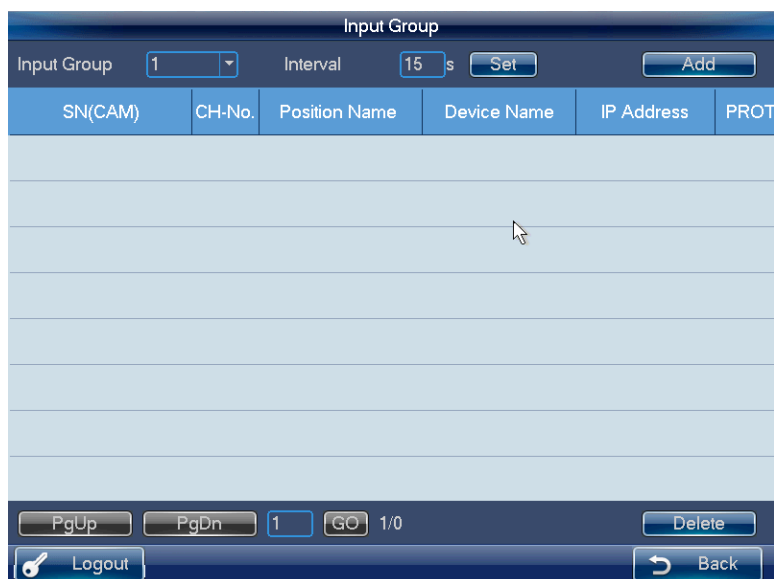 Input Group
Input Group 1 Interval 15 s Set Add
SN(CAM) CH-No. Position Name Device Name IP Address PROT
PgUp PgDn 1 GO 1/0 Delete
Logout Back